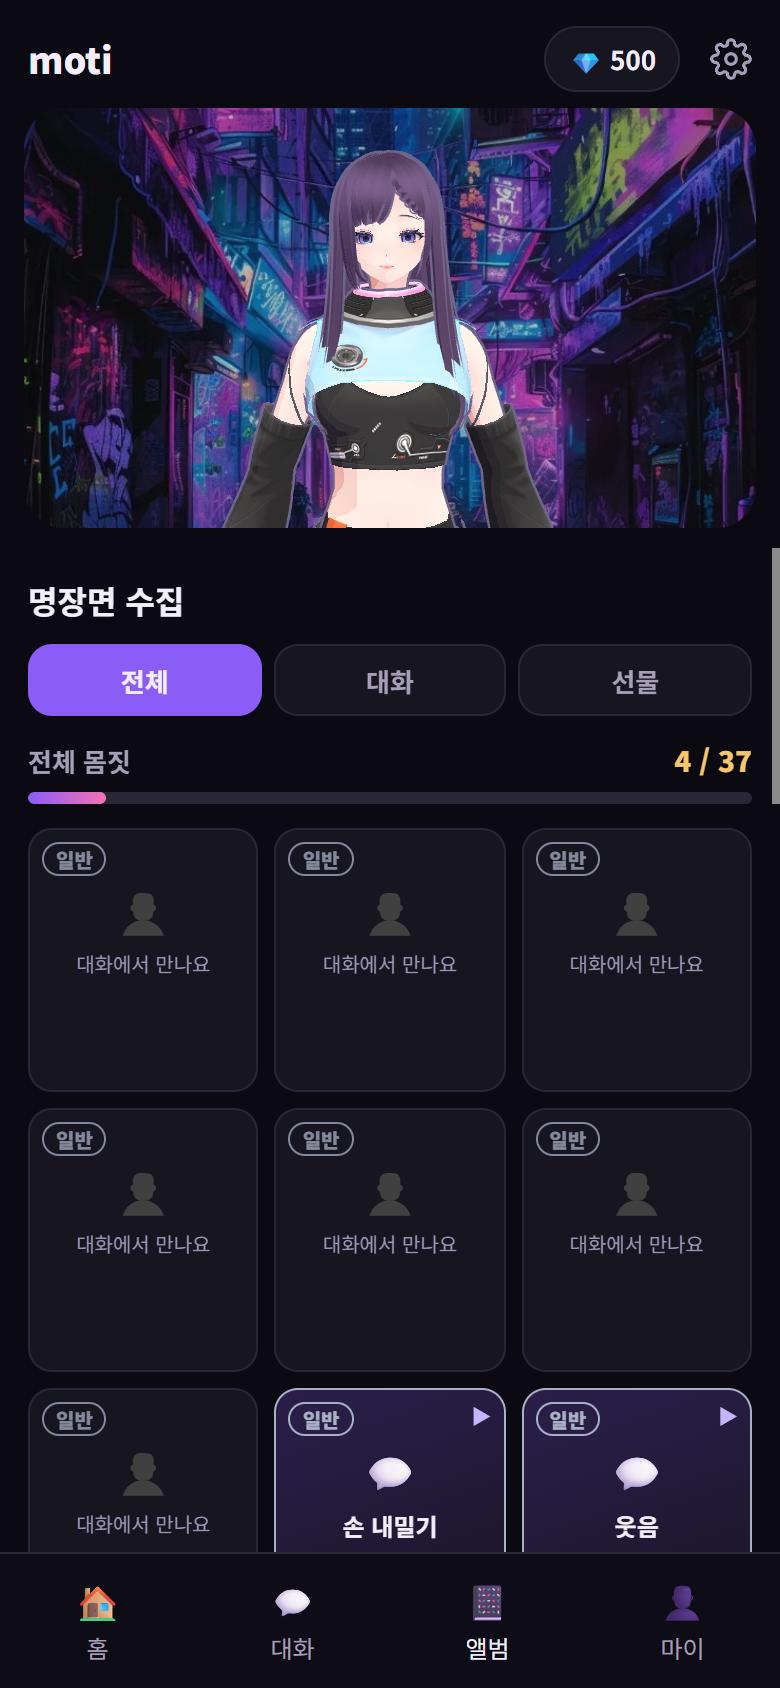 moti
500
명장면 수집
전체
대화
선물
전체 몸짓
4 / 37
일반
일반
일반
대화에서 만나요
대화에서 만나요
대화에서 만나요
일반
일반
일반
대화에서 만나요
대화에서 만나요
대화에서 만나요
일반
일반
일반
대화에서 만나요
손 내밀기
웃음
홈
대화
앨범
마이